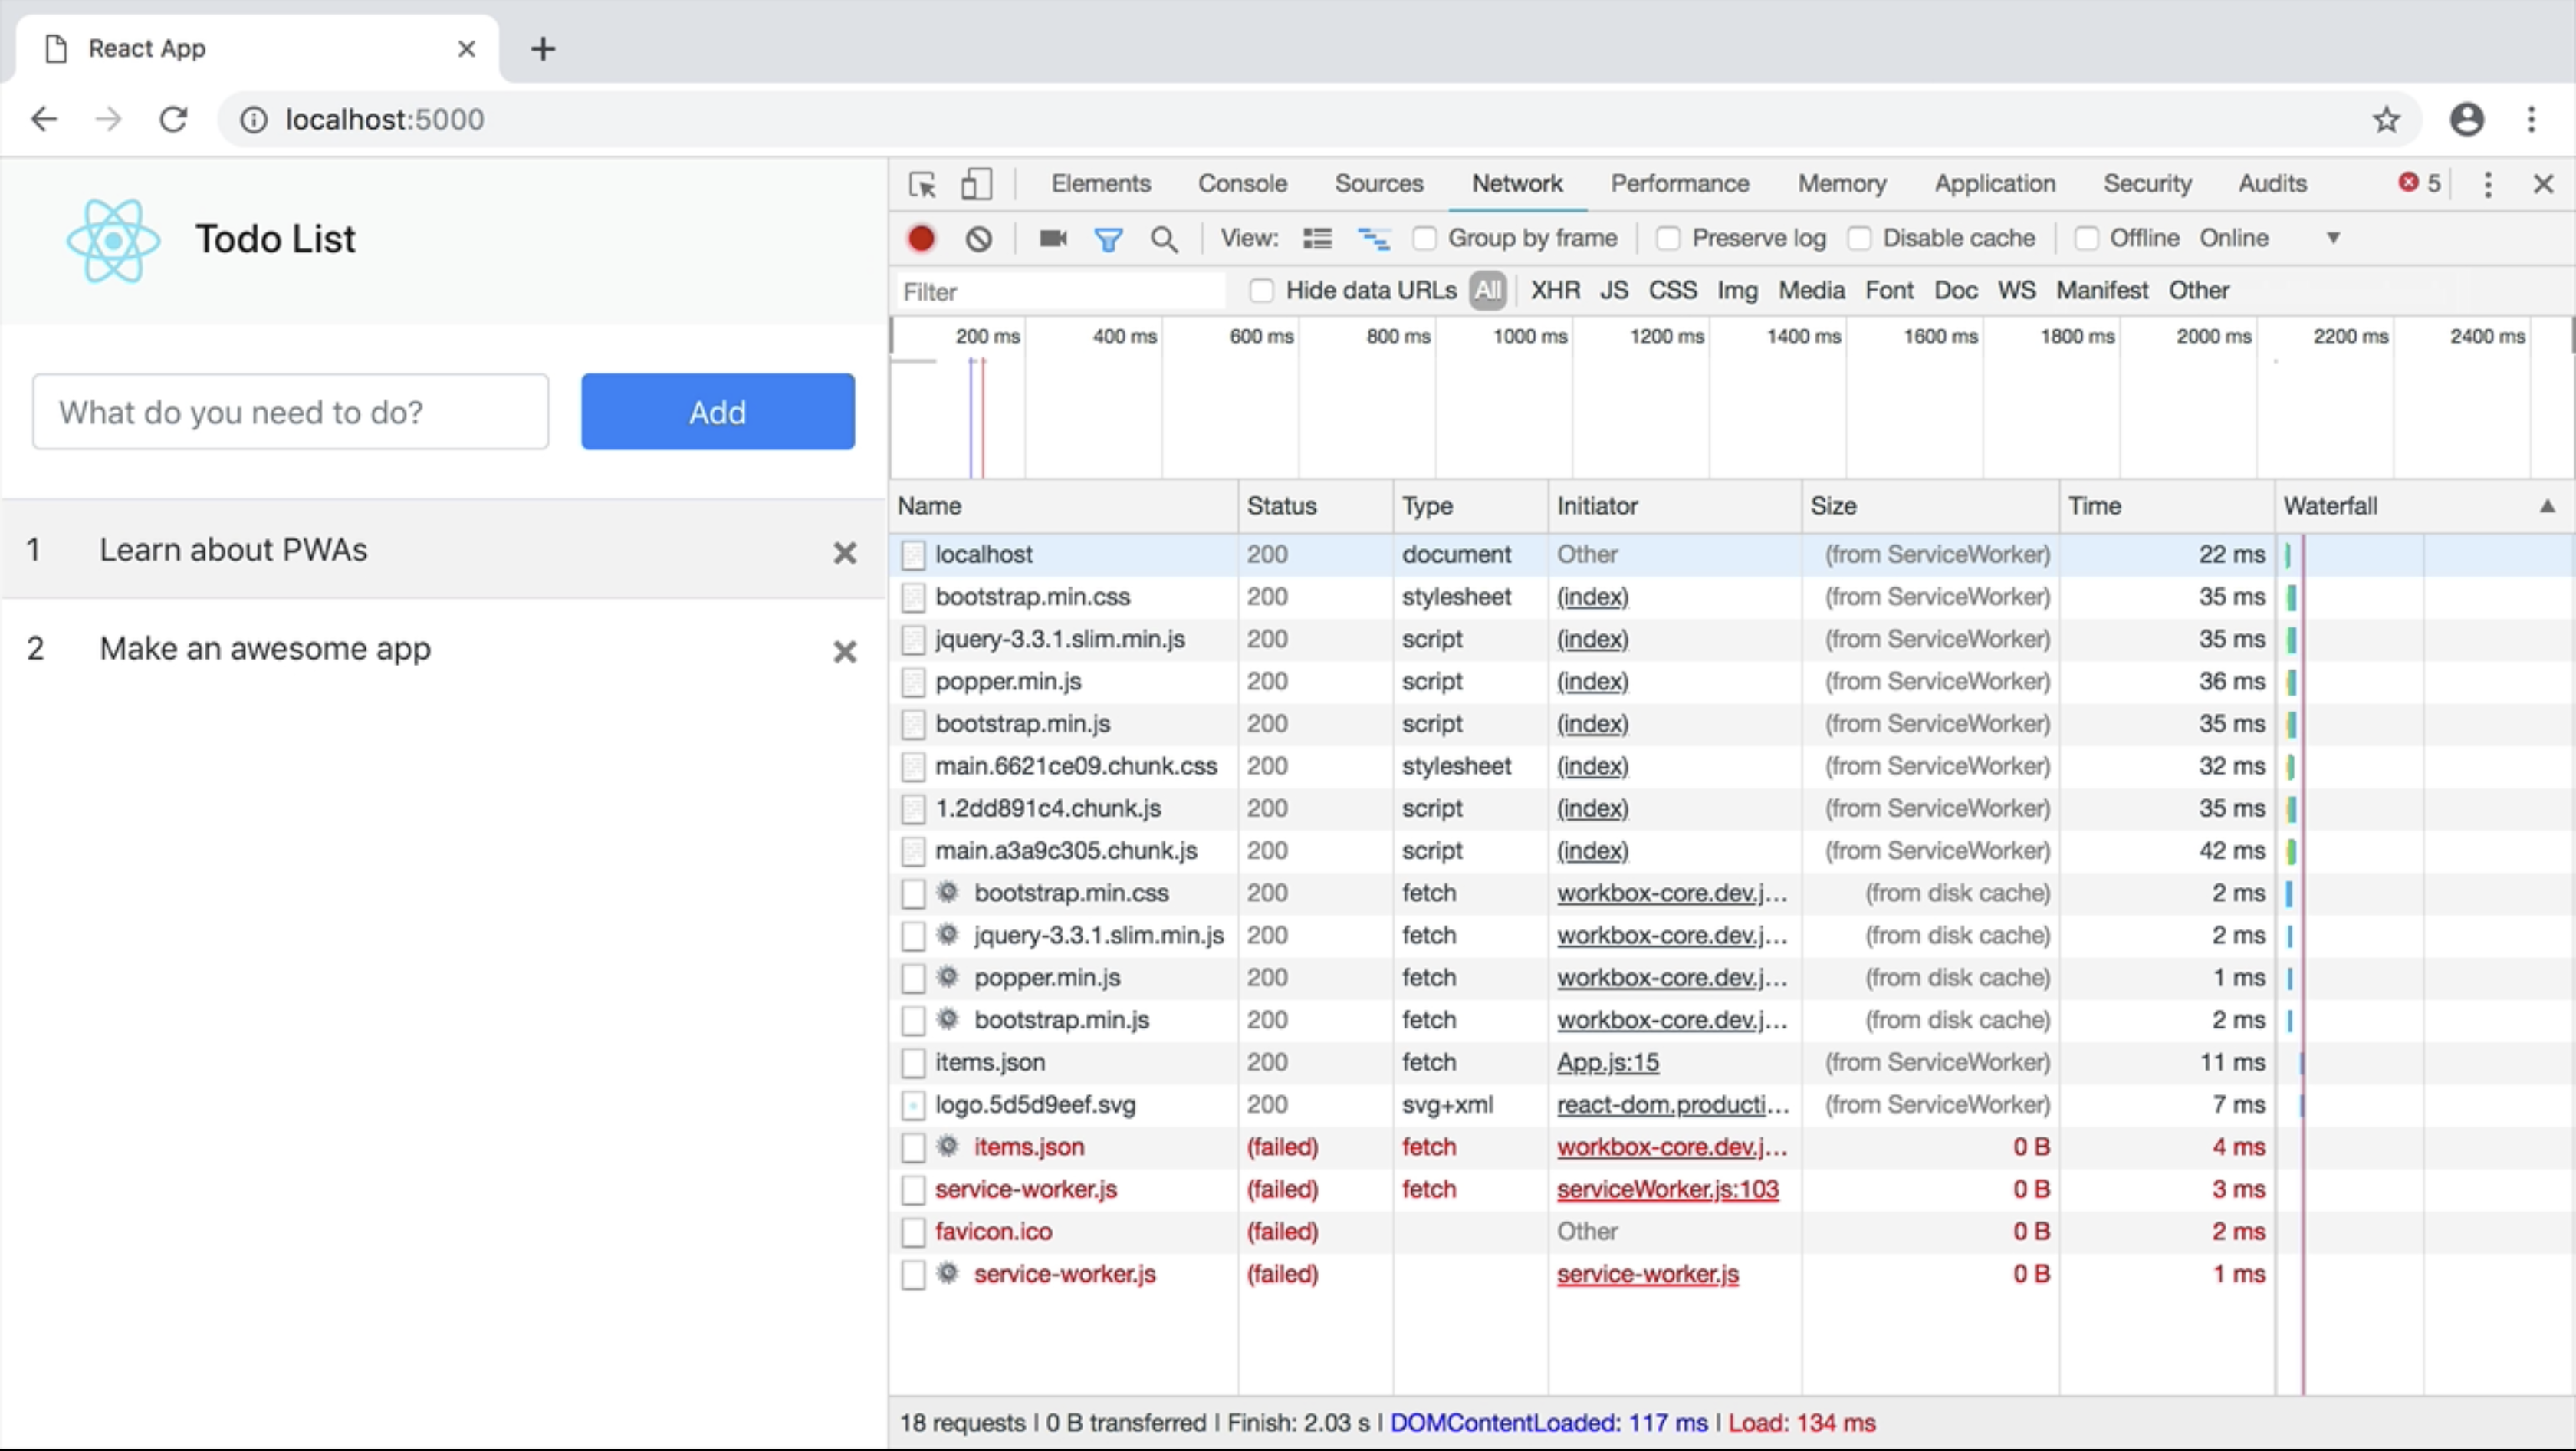 React App
localhost:5000
Todo List
What do you need to do?
Add
1 Learn about PWAs
2 Make an awesome app
Elements Console Sources Network Performance Memory Application Security Audits 5
View: Group by frame Preserve log Disable cache Offline Online
Filter Hide data URLs All XHR JS CSS Img Media Font Doc WS Manifest Other
200 ms 400 ms 600 ms 800 ms 1000 ms 1200 ms 1400 ms 1600 ms 1800 ms 2000 ms 2200 ms 2400 ms
Name Status Type Initiator Size Time Waterfall
localhost 200 document Other (from ServiceWorker) 22 ms
bootstrap.min.css 200 stylesheet (index) (from ServiceWorker) 35 ms
jquery-3.3.1.slim.min.js 200 script (index) (from ServiceWorker) 35 ms
popper.min.js 200 script (index) (from ServiceWorker) 36 ms
bootstrap.min.js 200 script (index) (from ServiceWorker) 35 ms
main.6621ce09.chunk.css 200 stylesheet (index) (from ServiceWorker) 32 ms
1.2dd891c4.chunk.js 200 script (index) (from ServiceWorker) 35 ms
main.a3a9c305.chunk.js 200 script (index) (from ServiceWorker) 42 ms
bootstrap.min.css 200 fetch workbox-core.dev.j... (from disk cache) 2 ms
jquery-3.3.1.slim.min.js 200 fetch workbox-core.dev.j... (from disk cache) 2 ms
popper.min.js 200 fetch workbox-core.dev.j... (from disk cache) 1 ms
bootstrap.min.js 200 fetch workbox-core.dev.j... (from disk cache) 2 ms
items.json 200 fetch App.js:15 (from ServiceWorker) 11 ms
logo.5d5d9eef.svg 200 svg+xml react-dom.producti... (from ServiceWorker) 7 ms
items.json (failed) fetch workbox-core.dev.j... 0 B 4 ms
service-worker.js (failed) fetch serviceWorker.js:103 0 B 3 ms
favicon.ico (failed) Other 0 B 2 ms
service-worker.js (failed) service-worker.js 0 B 1 ms
18 requests | 0 B transferred | Finish: 2.03 s | DOMContentLoaded: 117 ms | Load: 134 ms